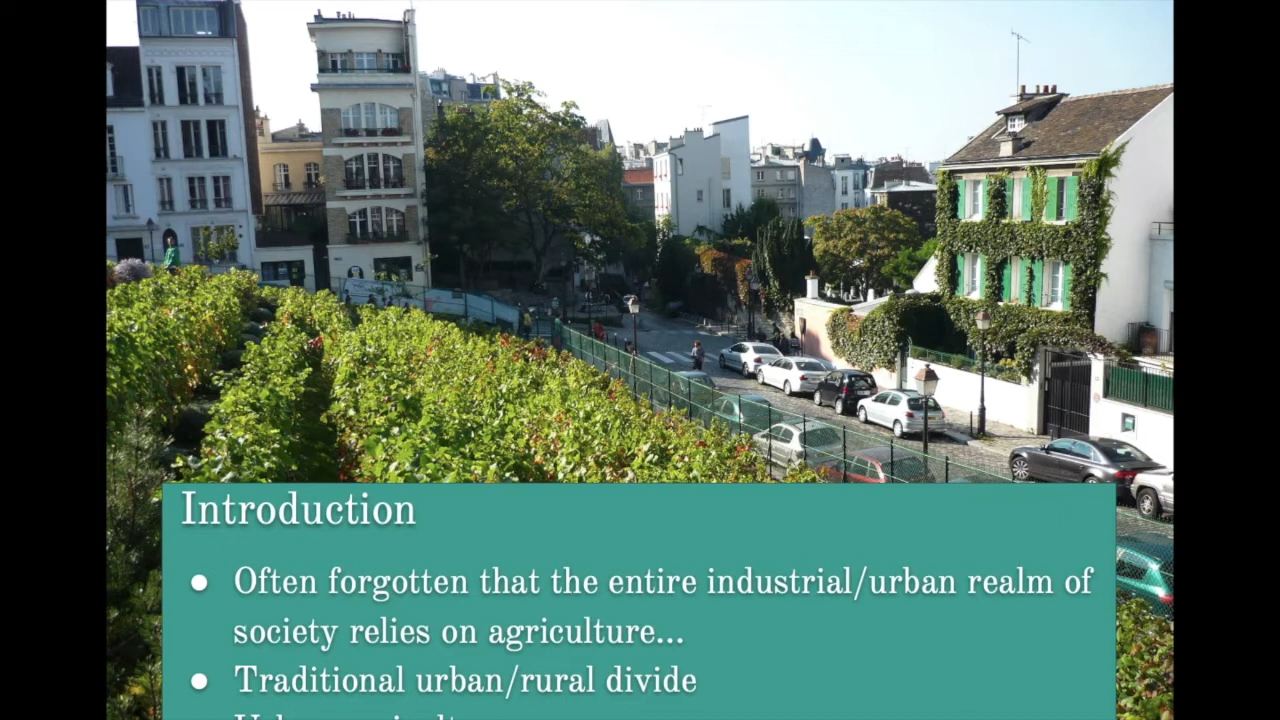 Introduction
● Often forgotten that the entire industrial/urban realm of
society relies on agriculture...
● Traditional urban/rural divide